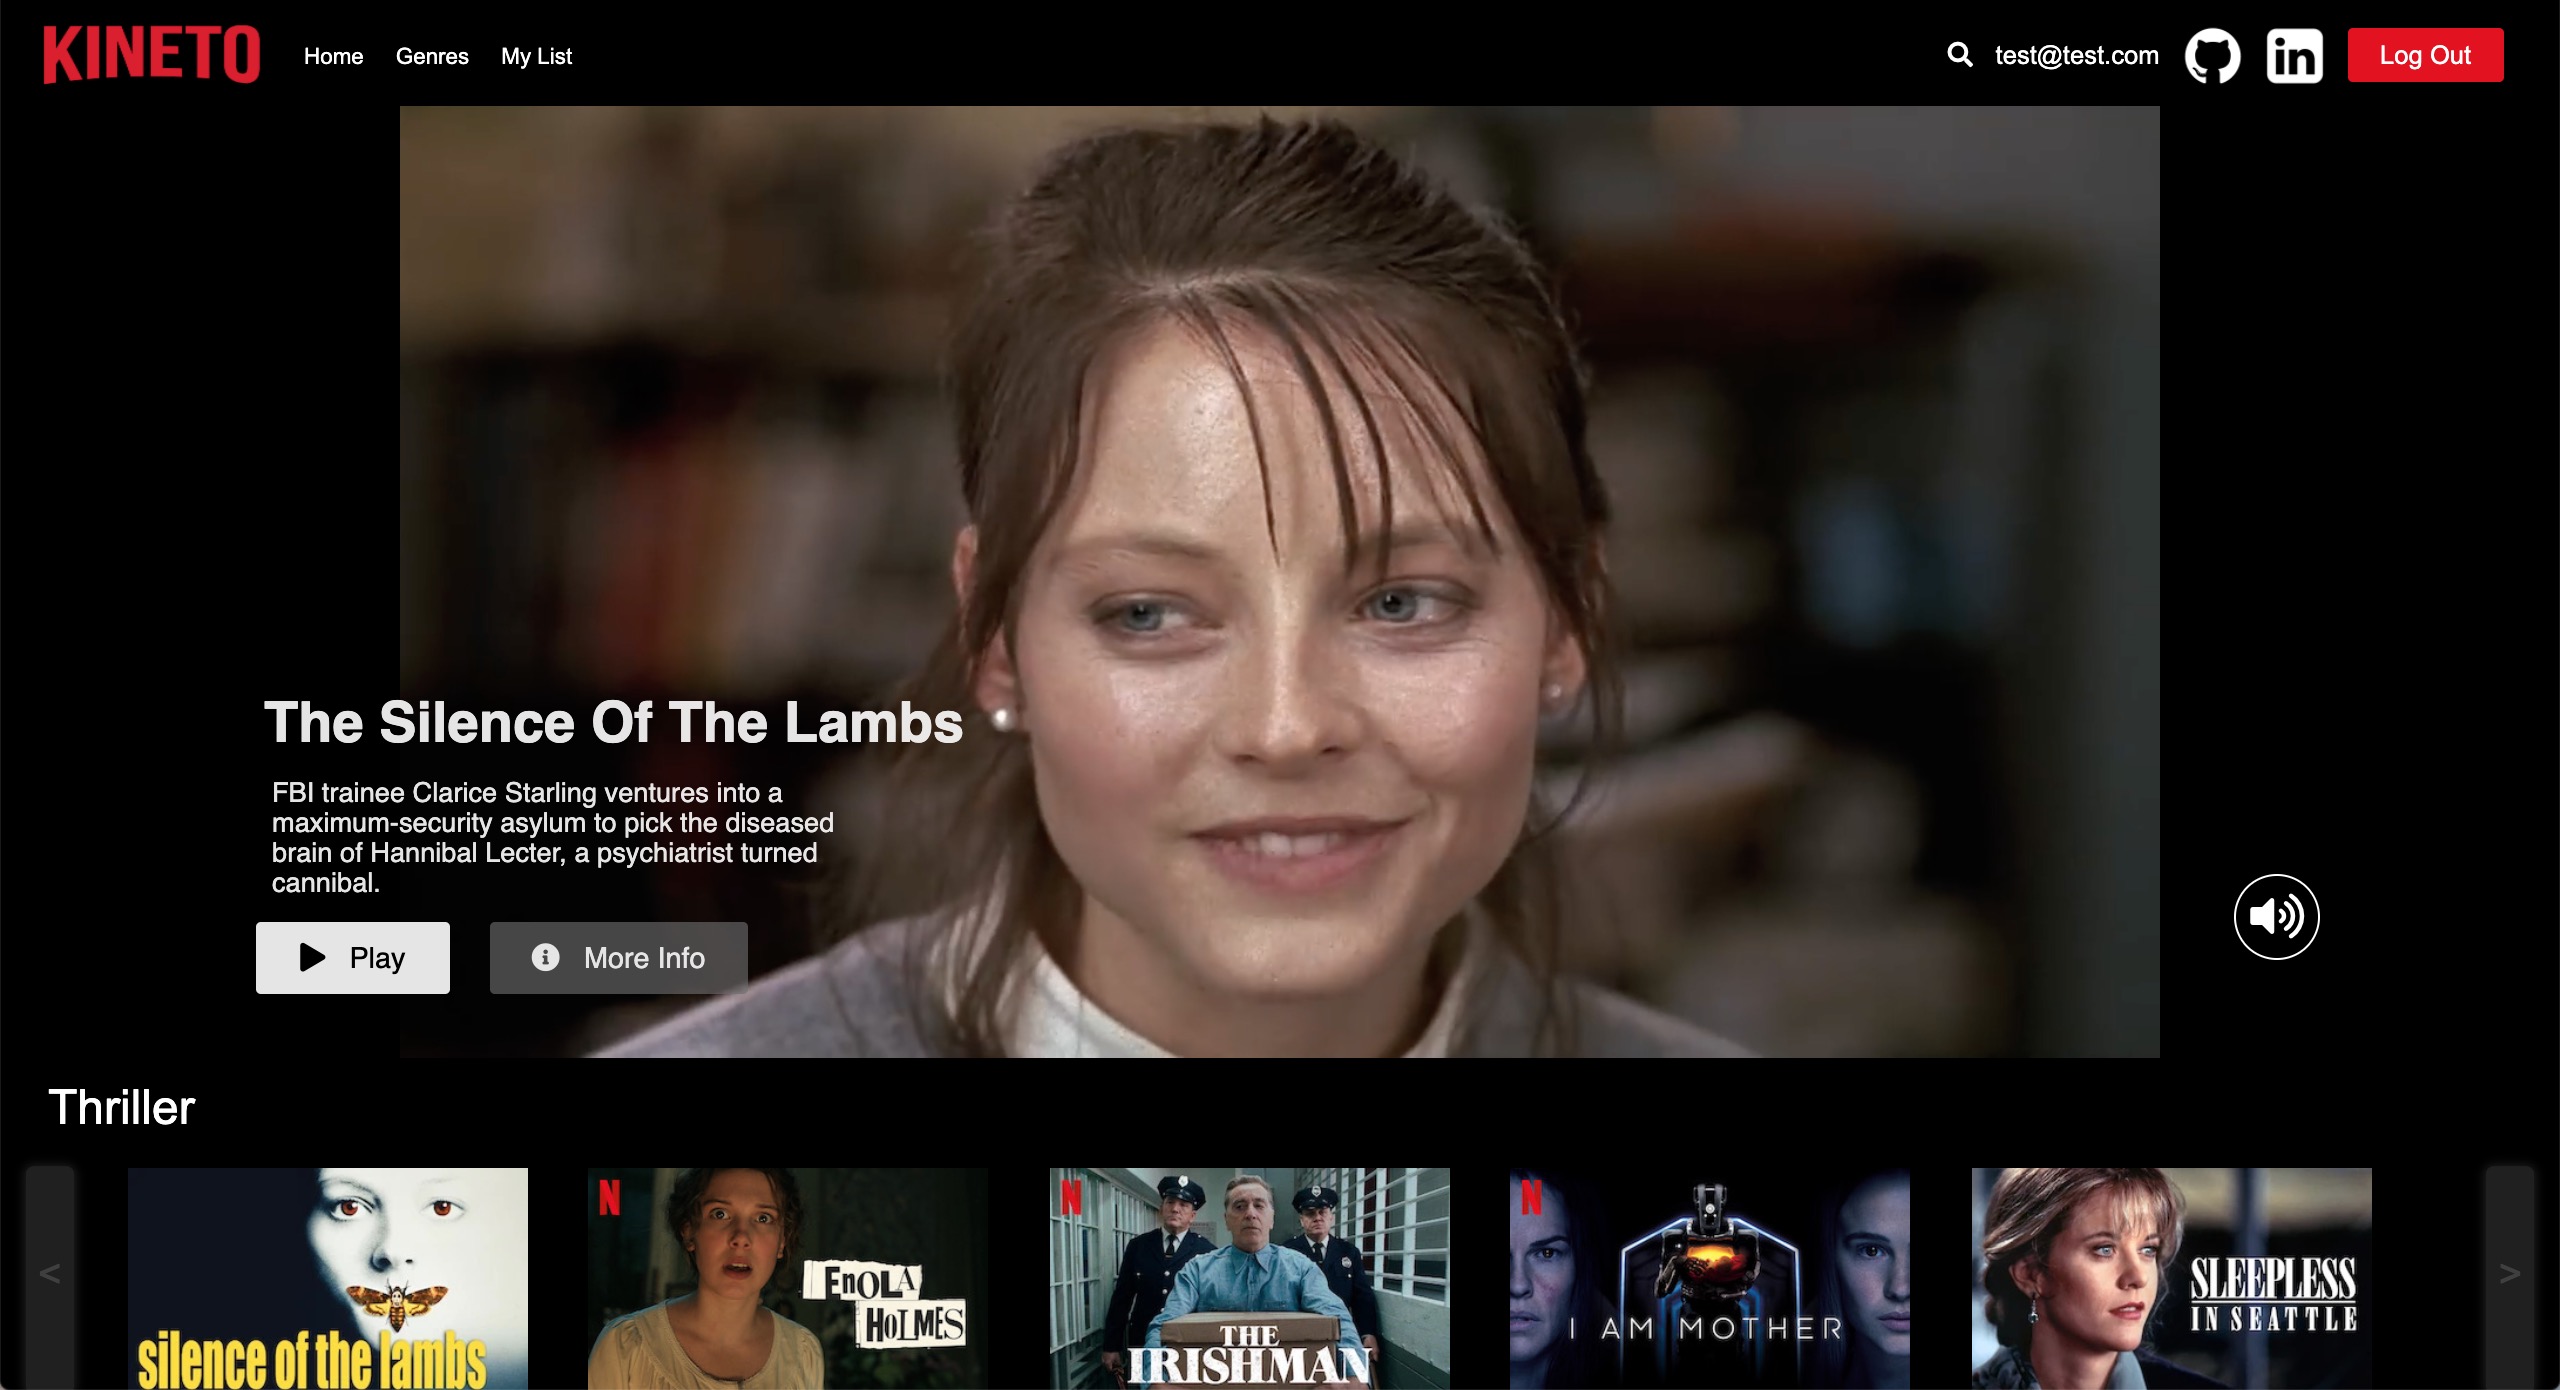 KINETO
Home
Genres
My List
test@test.com
in
Log Out
The Silence Of The Lambs
FBI trainee Clarice Starling ventures into a
maximum-security asylum to pick the diseased
brain of Hannibal Lecter, a psychiatrist turned
cannibal.
Play
More Info
Thriller
<
silence of the lambs
N
EnOLA
HOLMES
N
THE
IRISHMAN
N
I AM MOTHER
SLEEPLESS
IN SEATTLE
>